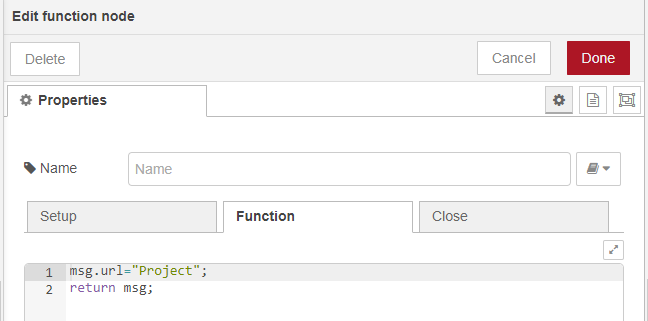 Edit function node
Delete
Cancel
Done
Properties
Name
Name
Setup
Function
Close
1 msg.url="Project";
2 return msg;